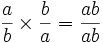 a/b × b/a = ab/ab